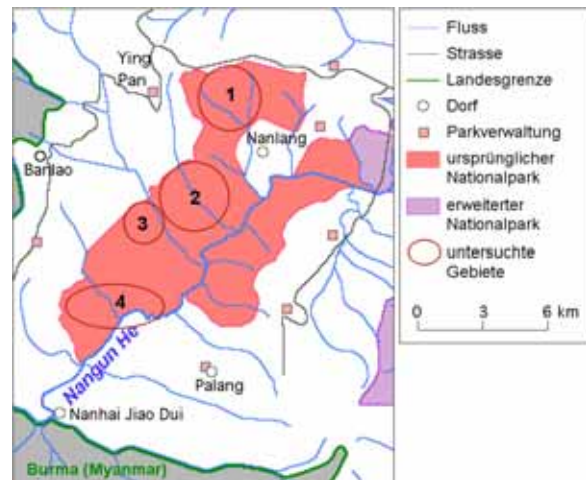 Ying
Pan
1
Nanlang
Banlao
2
3
4
Nangun He
Palang
Nanhai Jiao Dui
Burma (Myanmar)
Fluss
Strasse
Landesgrenze
Dorf
Parkverwaltung
ursprünglicher
Nationalpark
erweiterter
Nationalpark
untersuchte
Gebiete
0 3 6 km